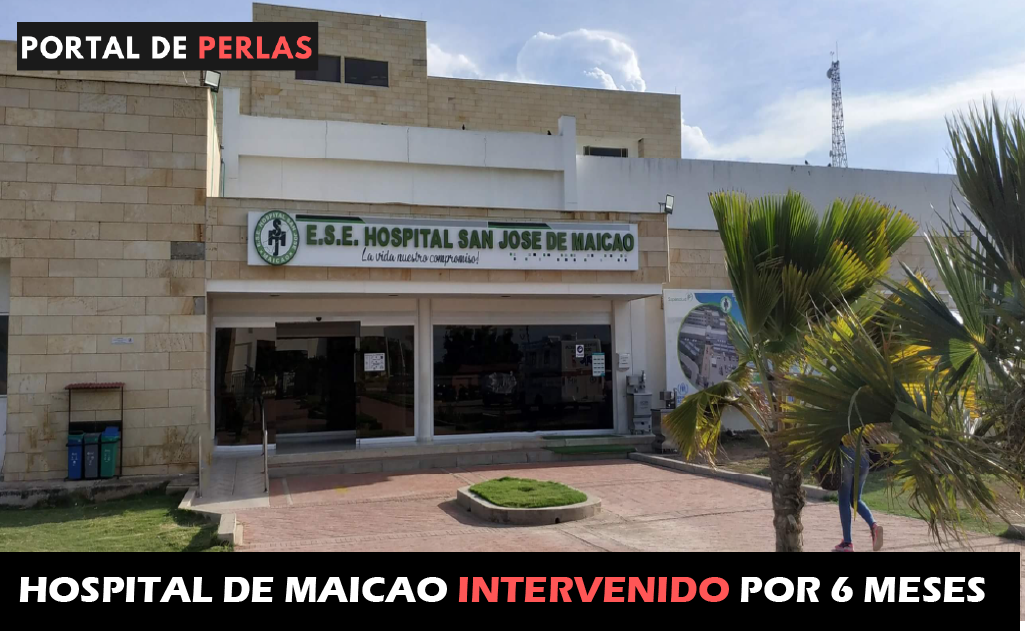 PORTAL DE PERLAS
E.S.E. HOSPITAL SAN JOSE DE MAICAO
La vida nuestro compromiso!
HOSPITAL DE MAICAO INTERVENIDO POR 6 MESES